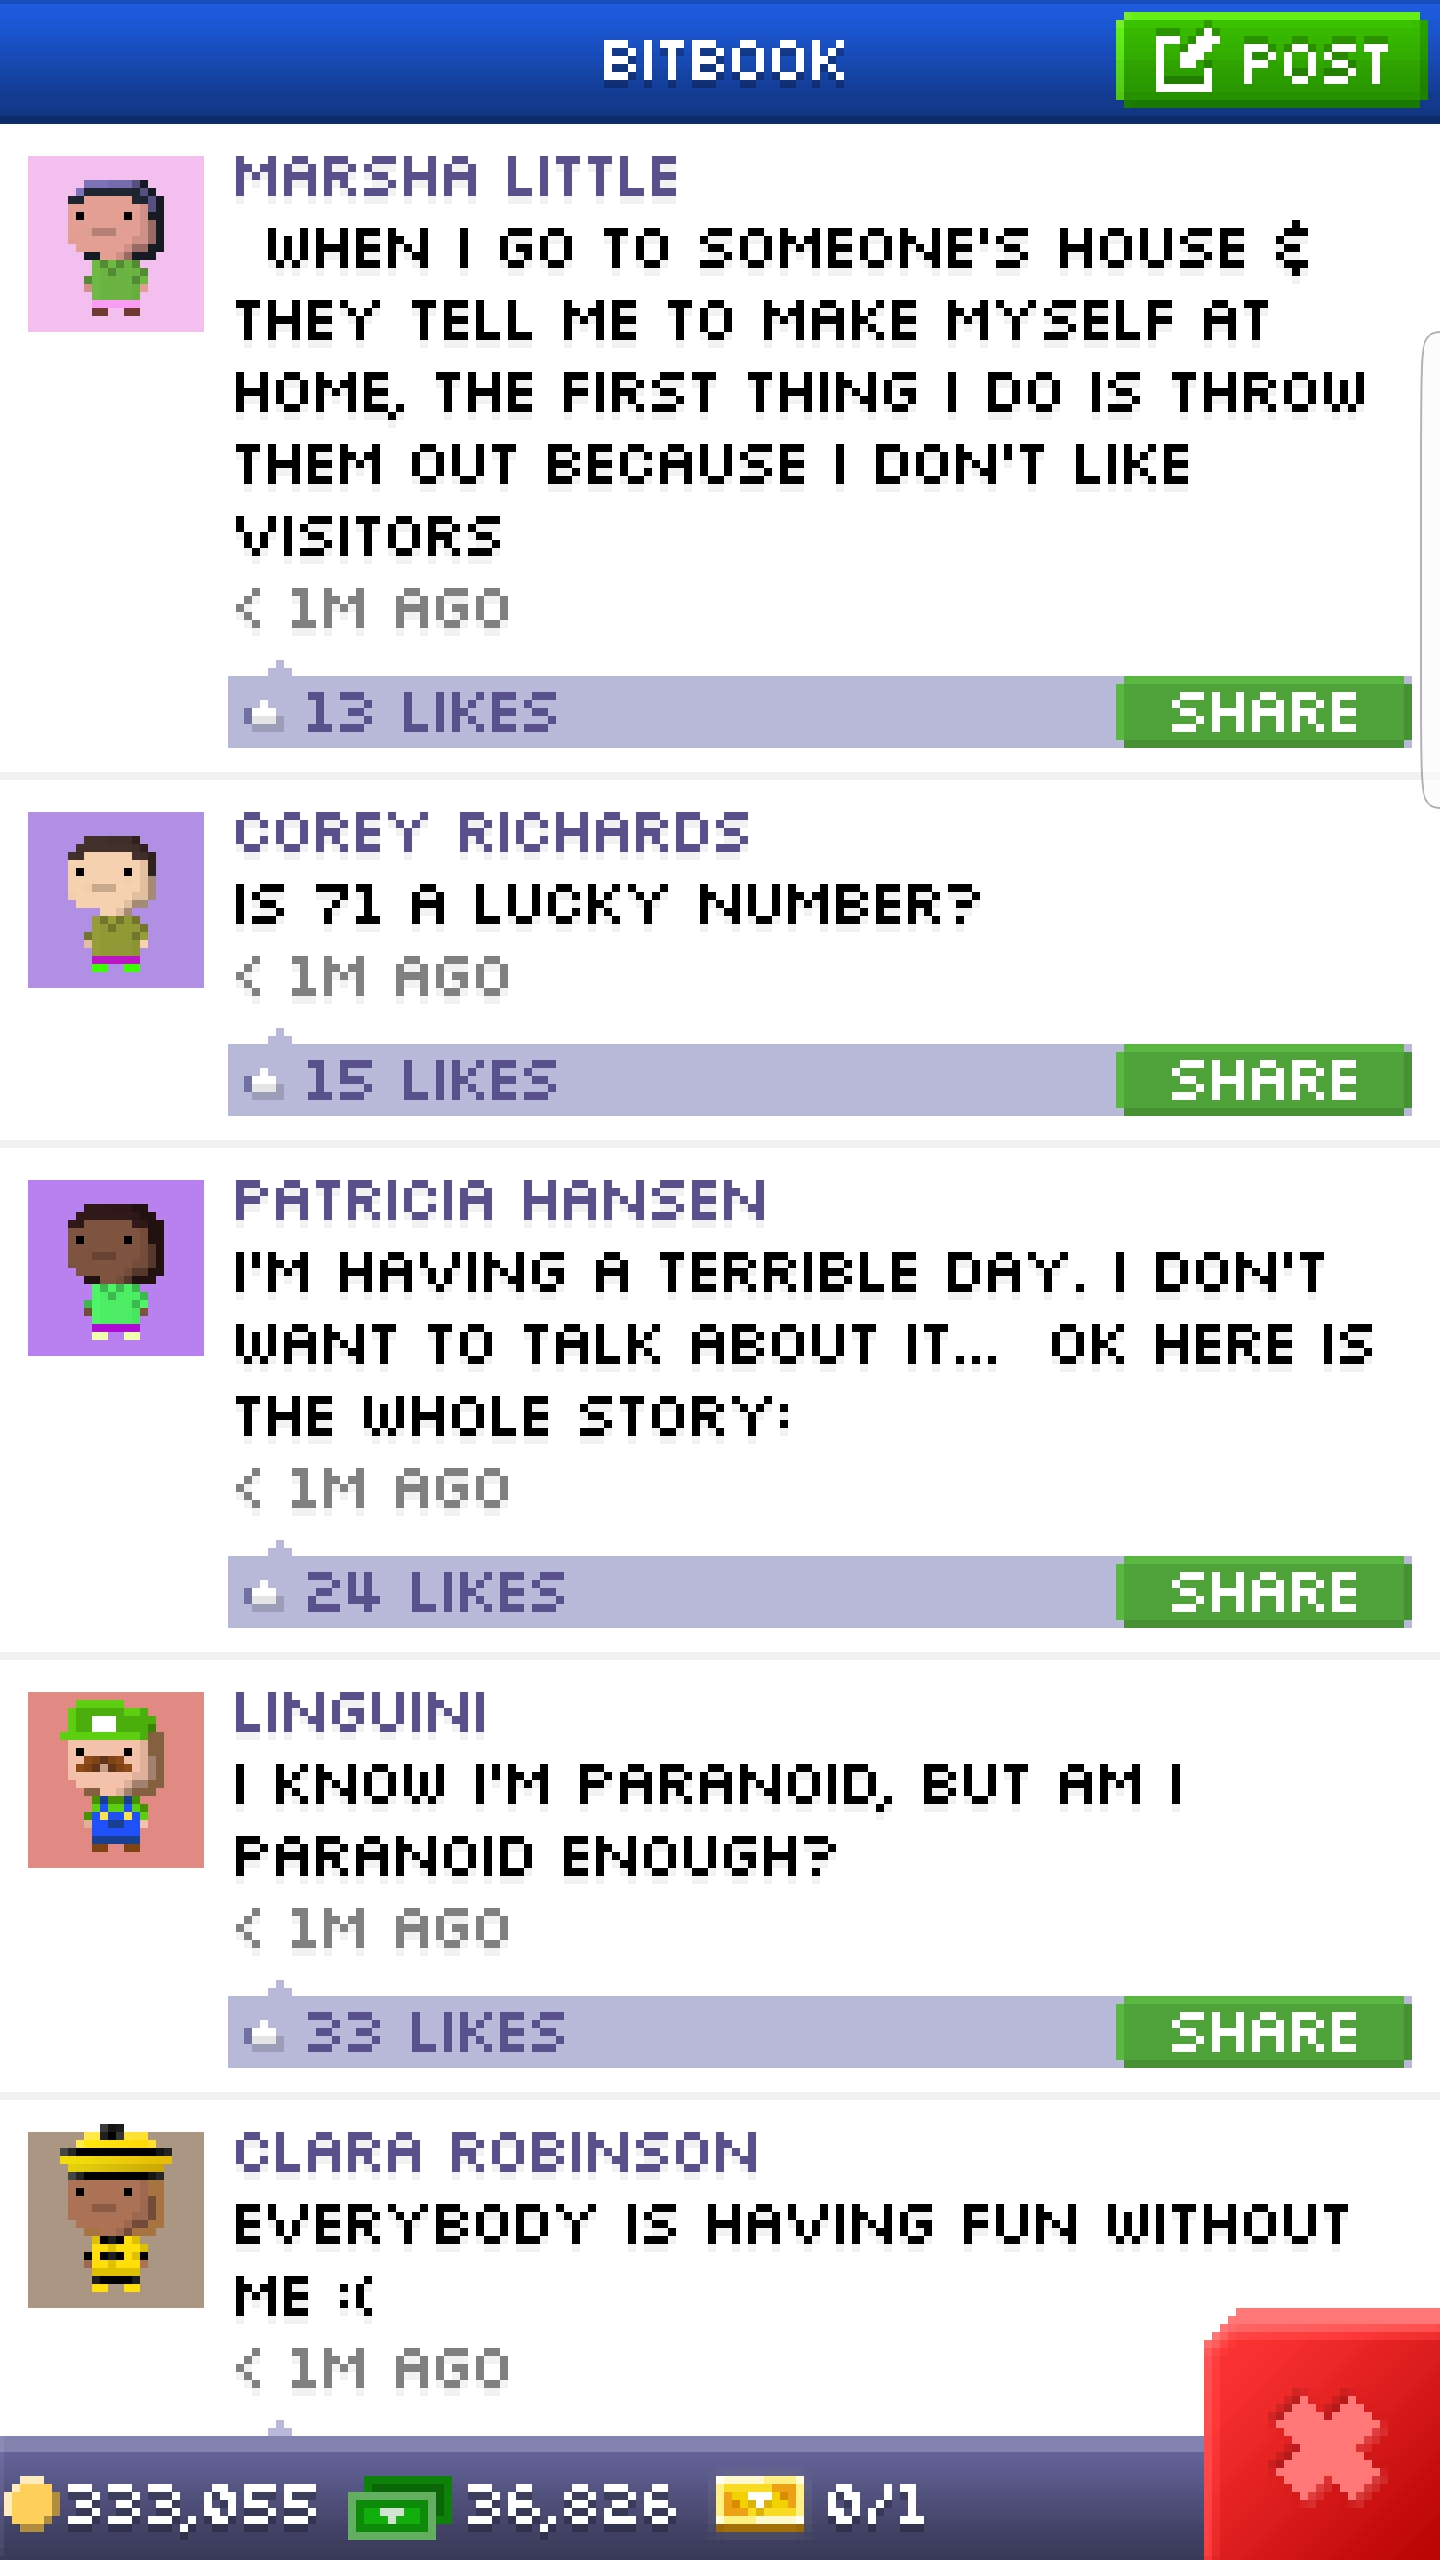 BITBOOK
POST
MARSHA LITTLE
WHEN I GO TO SOMEONE'S HOUSE &
THEY TELL ME TO MAKE MYSELF AT
HOME, THE FIRST THING I DO IS THROW
THEM OUT BECAUSE I DON'T LIKE
VISITORS
< 1M AGO
13 LIKES
SHARE
COREY RICHARDS
IS 71 A LUCKY NUMBER?
< 1M AGO
15 LIKES
SHARE
PATRICIA HANSEN
I'M HAVING A TERRIBLE DAY. I DON'T
WANT TO TALK ABOUT IT... OK HERE IS
THE WHOLE STORY:
< 1M AGO
24 LIKES
SHARE
LINGUINI
I KNOW I'M PARANOID, BUT AM I
PARANOID ENOUGH?
< 1M AGO
33 LIKES
SHARE
CLARA ROBINSON
EVERYBODY IS HAVING FUN WITHOUT
ME :(
< 1M AGO
333,055
36,826
0/1